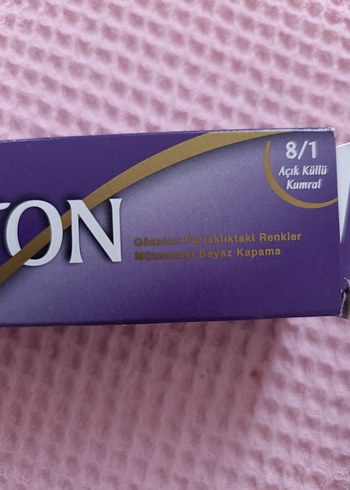 8/1
Açık Küllü
Kumral
TON
Gözalıcı Parlaklıktaki Renkler
Mükemmel Beyaz Kapama